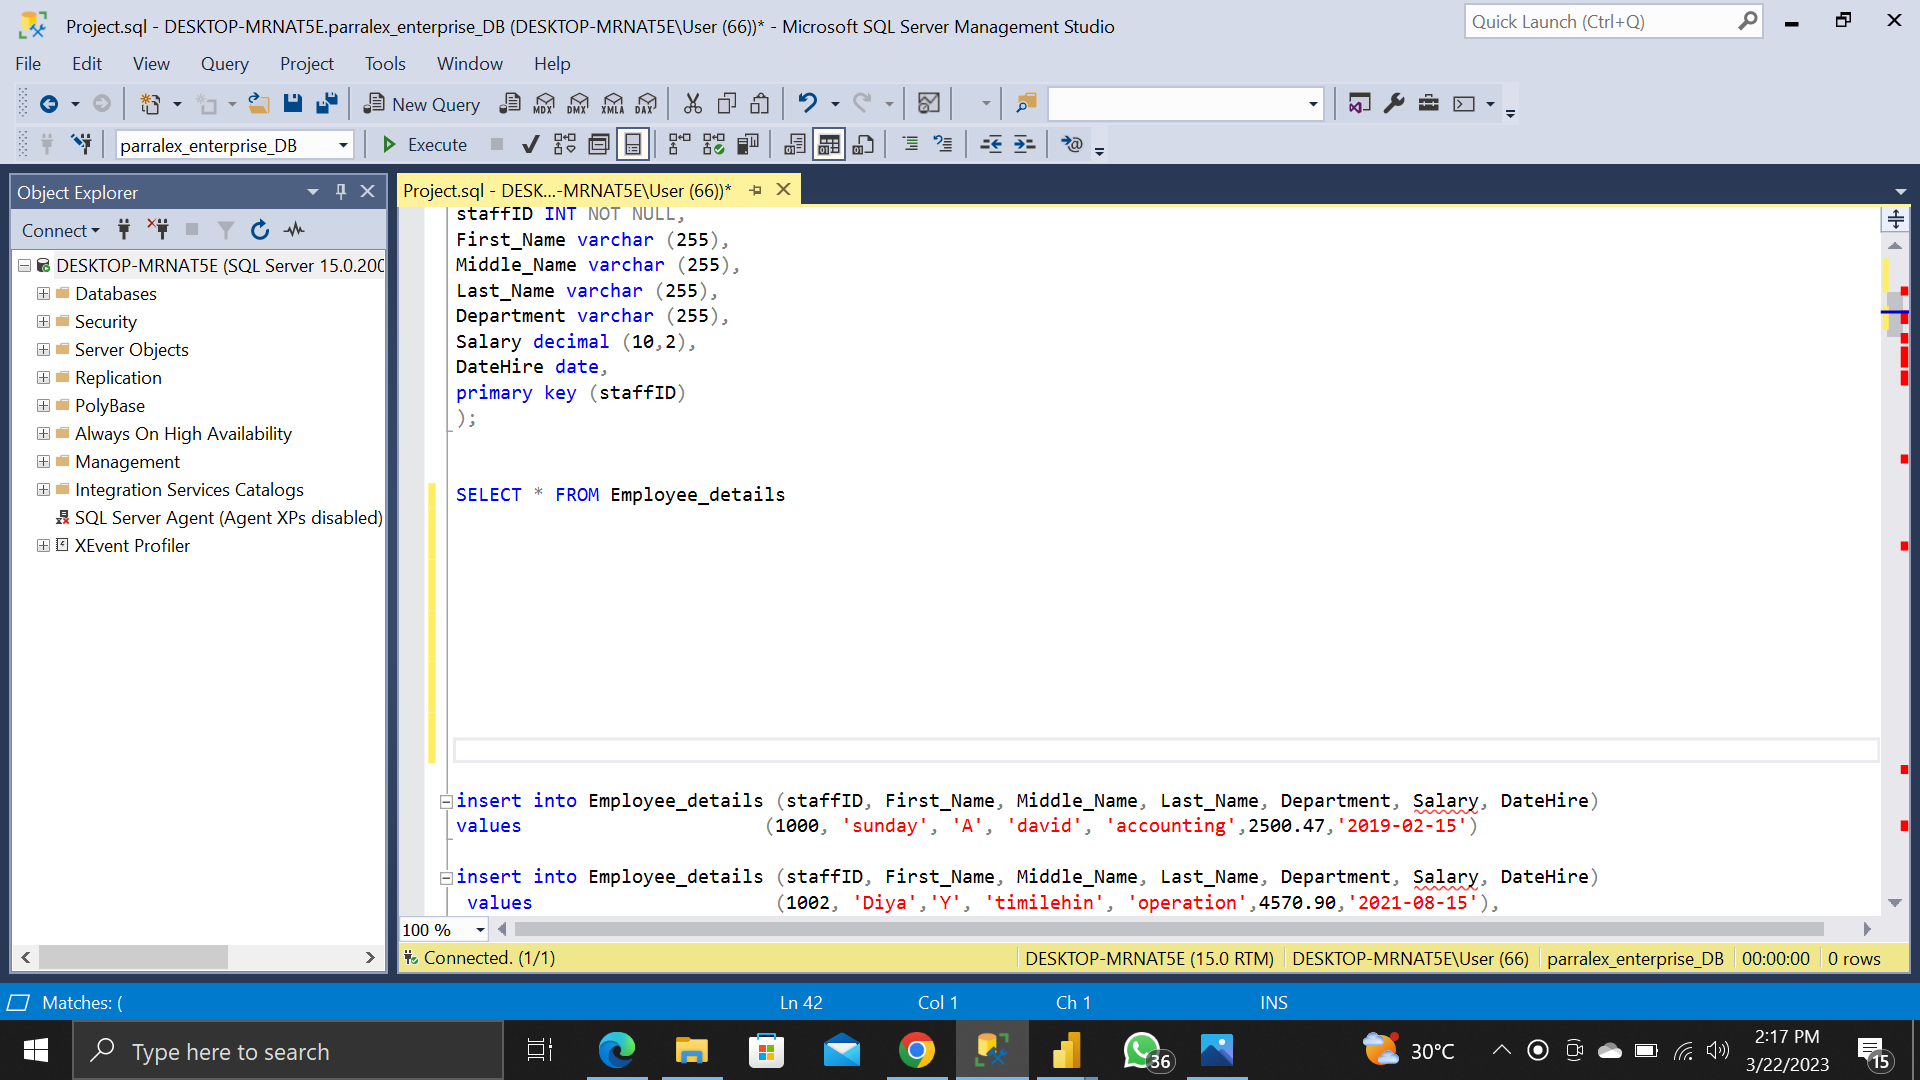 Project.sql - DESKTOP-MRNAT5E.parralex_enterprise_DB (DESKTOP-MRNAT5E\User (66))* - Microsoft SQL Server Management Studio
Quick Launch (Ctrl+Q)
File Edit View Query Project Tools Window Help
New Query MDX DMX XMLA DAX
parralex_enterprise_DB Execute
Object Explorer
Connect
DESKTOP-MRNAT5E (SQL Server 15.0.200
Databases
Security
Server Objects
Replication
PolyBase
Always On High Availability
Management
Integration Services Catalogs
SQL Server Agent (Agent XPs disabled)
XEvent Profiler
Project.sql - DESK...-MRNAT5E\User (66))*
staffID INT NOT NULL,
First_Name varchar (255),
Middle_Name varchar (255),
Last_Name varchar (255),
Department varchar (255),
Salary decimal (10,2),
DateHire date,
primary key (staffID)
);
SELECT * FROM Employee_details
insert into Employee_details (staffID, First_Name, Middle_Name, Last_Name, Department, Salary, DateHire)
values (1000, 'sunday', 'A', 'david', 'accounting',2500.47,'2019-02-15')
insert into Employee_details (staffID, First_Name, Middle_Name, Last_Name, Department, Salary, DateHire)
values (1002, 'Diya','Y', 'timilehin', 'operation',4570.90,'2021-08-15'),
100 %
Connected. (1/1) DESKTOP-MRNAT5E (15.0 RTM) DESKTOP-MRNAT5E\User (66) parralex_enterprise_DB 00:00:00 0 rows
Matches: ( Ln 42 Col 1 Ch 1 INS
Type here to search
36
30°C
2:17 PM
3/22/2023
15